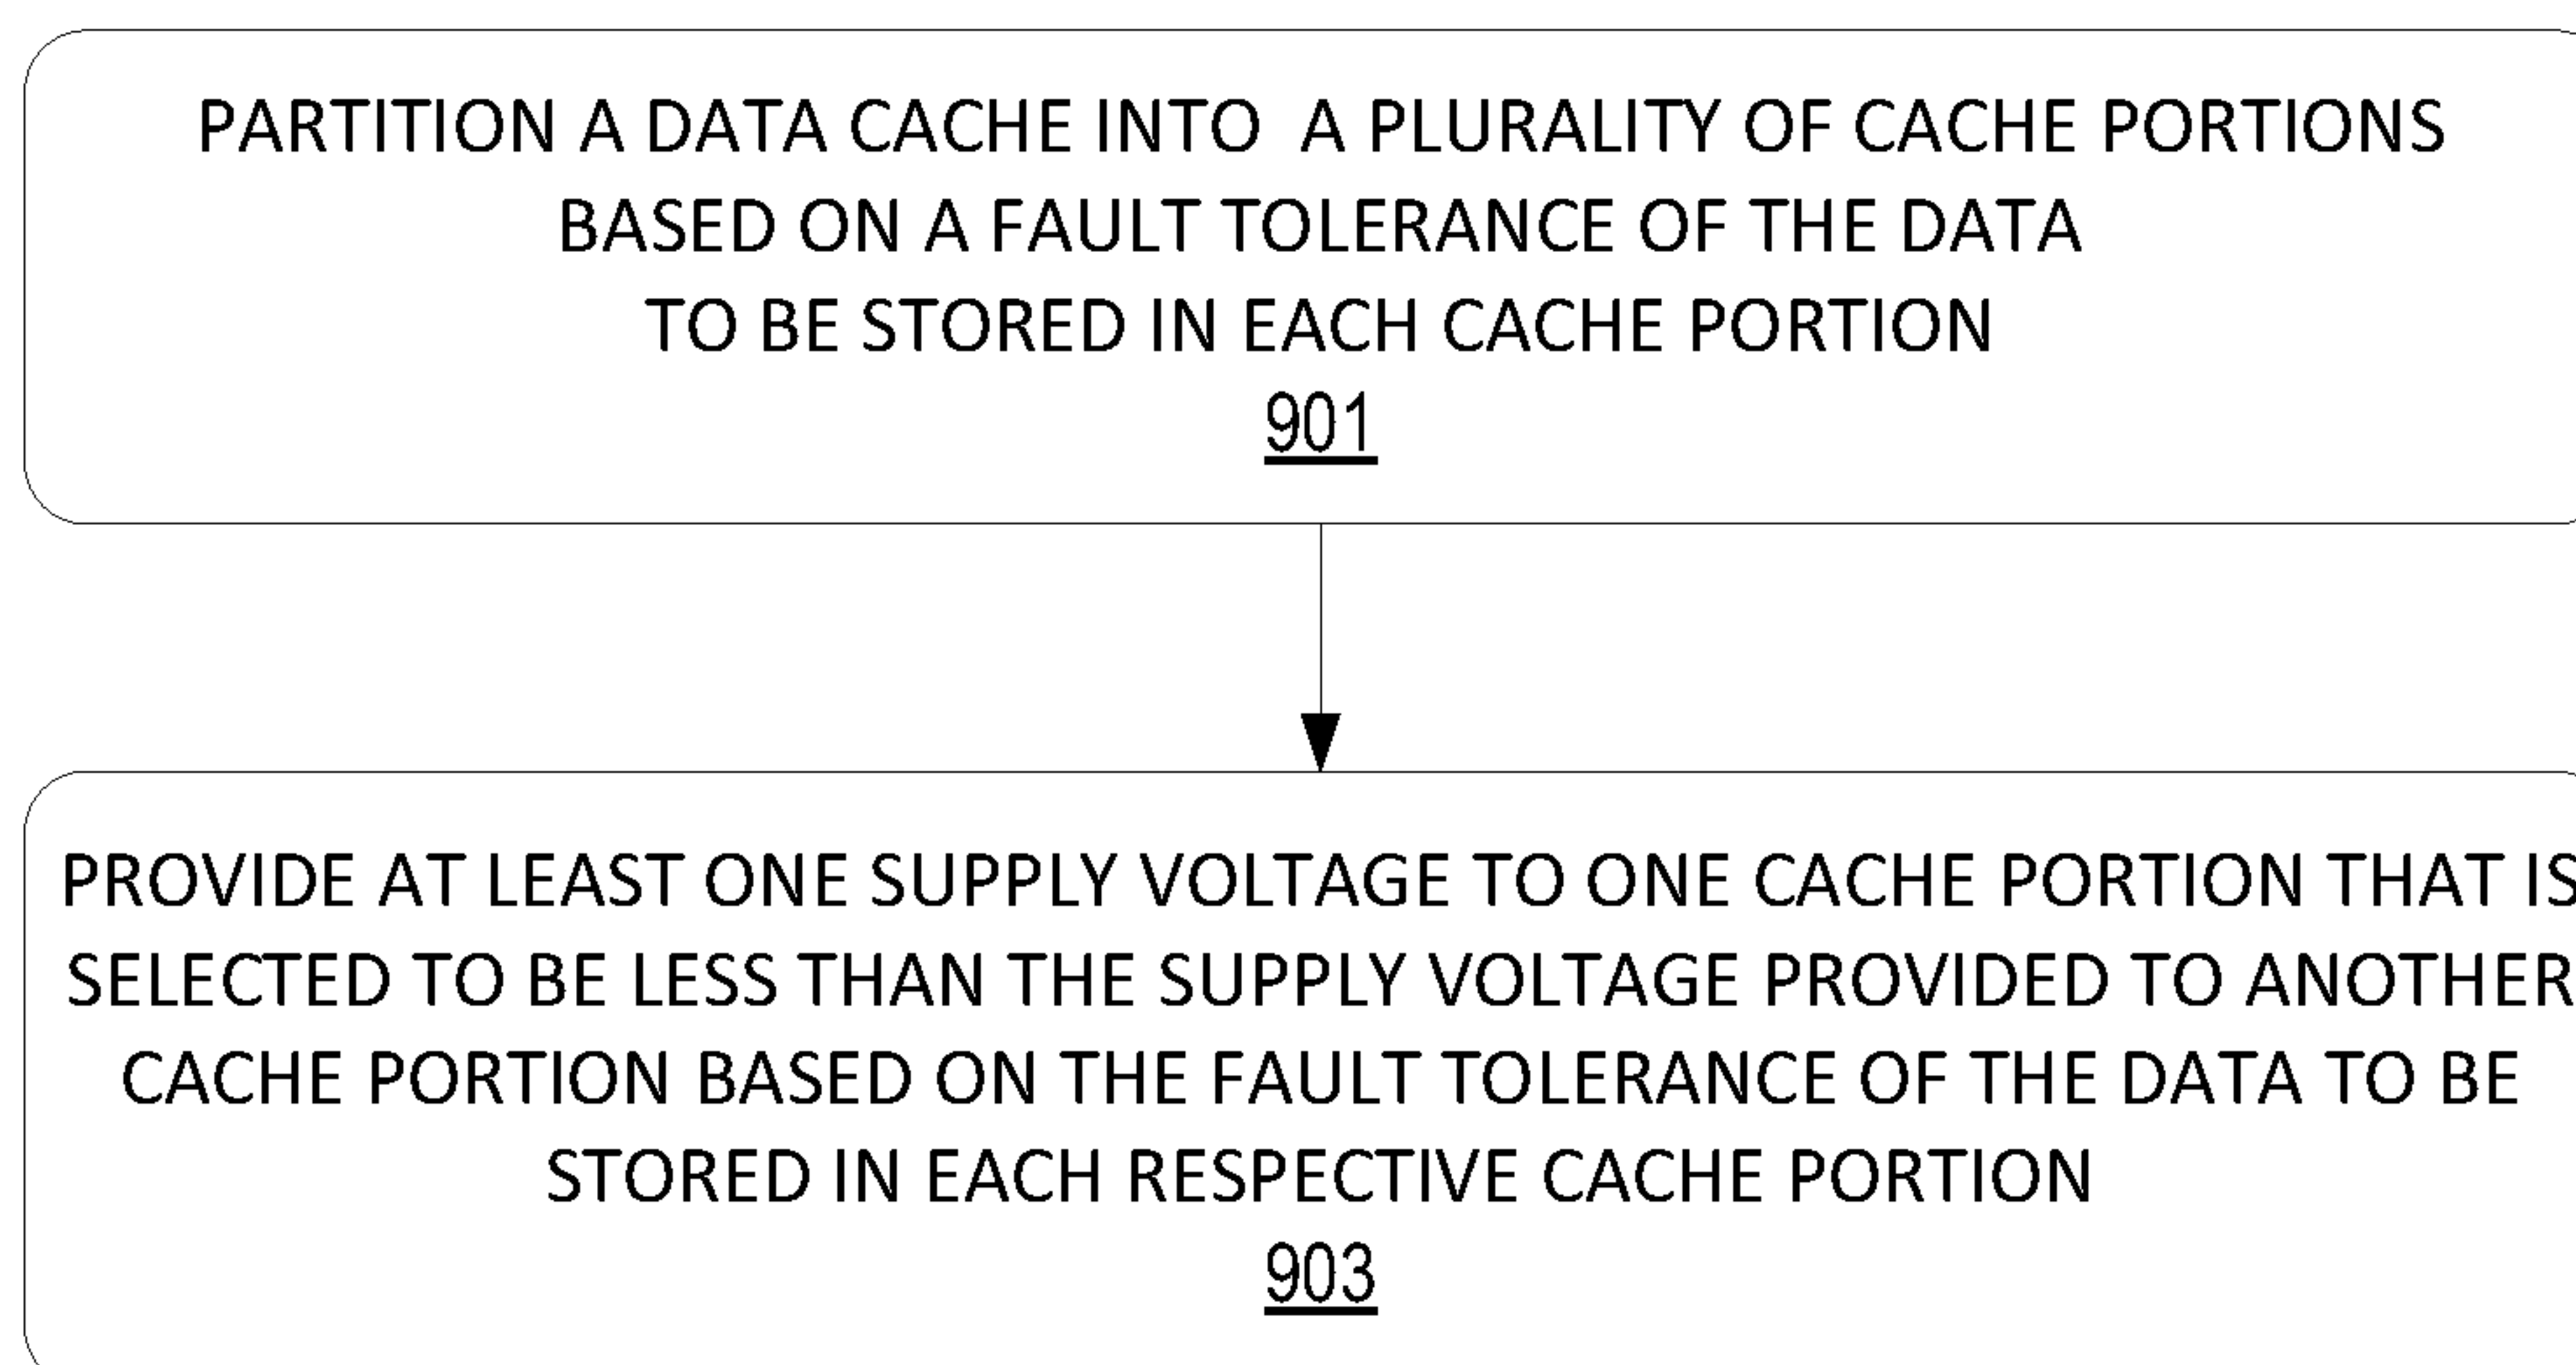 PARTITION A DATA CACHE INTO A PLURALITY OF CACHE PORTIONS
BASED ON A FAULT TOLERANCE OF THE DATA
TO BE STORED IN EACH CACHE PORTION
901
PROVIDE AT LEAST ONE SUPPLY VOLTAGE TO ONE CACHE PORTION THAT IS
SELECTED TO BE LESS THAN THE SUPPLY VOLTAGE PROVIDED TO ANOTHER
CACHE PORTION BASED ON THE FAULT TOLERANCE OF THE DATA TO BE
STORED IN EACH RESPECTIVE CACHE PORTION
903